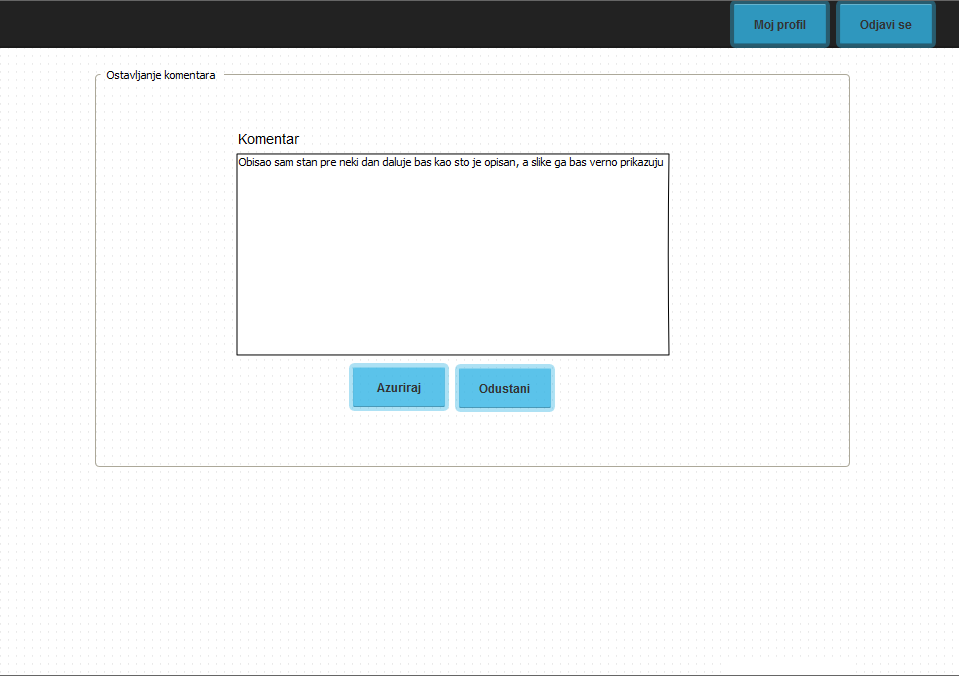 Moj profil
Odjavi se
Ostavljanje komentara
Komentar
Obisao sam stan pre neki dan daluje bas kao sto je opisan, a slike ga bas verno prikazuju
Azuriraj
Odustani